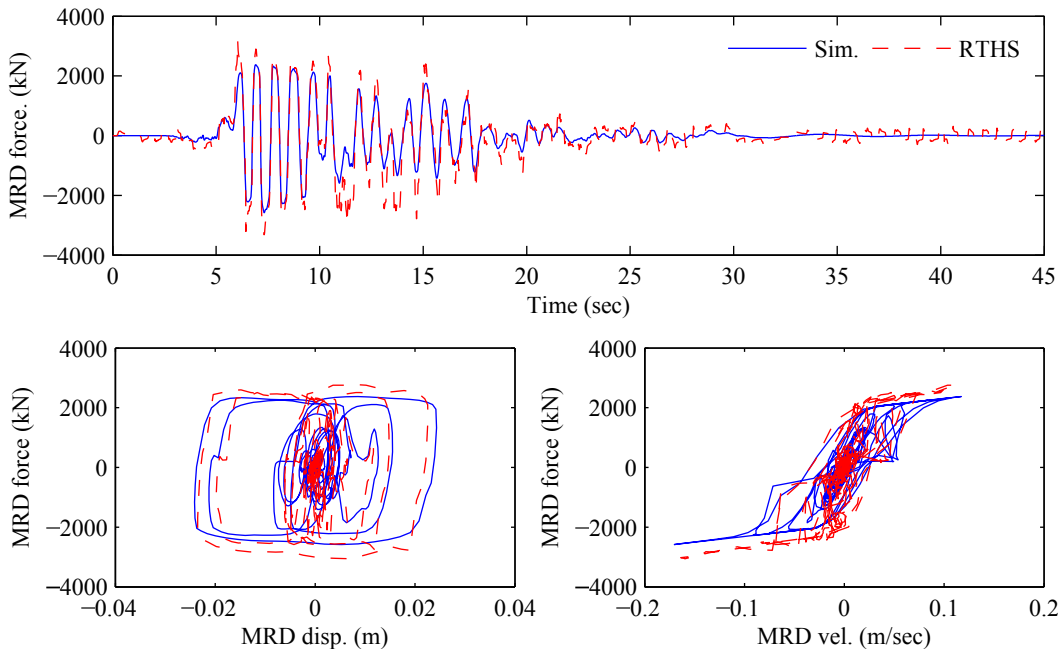 4000
2000
0
−2000
−4000
MRD force. (kN)
Sim.
RTHS
0 5 10 15 20 25 30 35 40 45
Time (sec)
4000
2000
0
−2000
−4000
MRD force (kN)
−0.04 −0.02 0 0.02 0.04
MRD disp. (m)
4000
2000
0
−2000
−4000
MRD force (kN)
−0.2 −0.1 0 0.1 0.2
MRD vel. (m/sec)